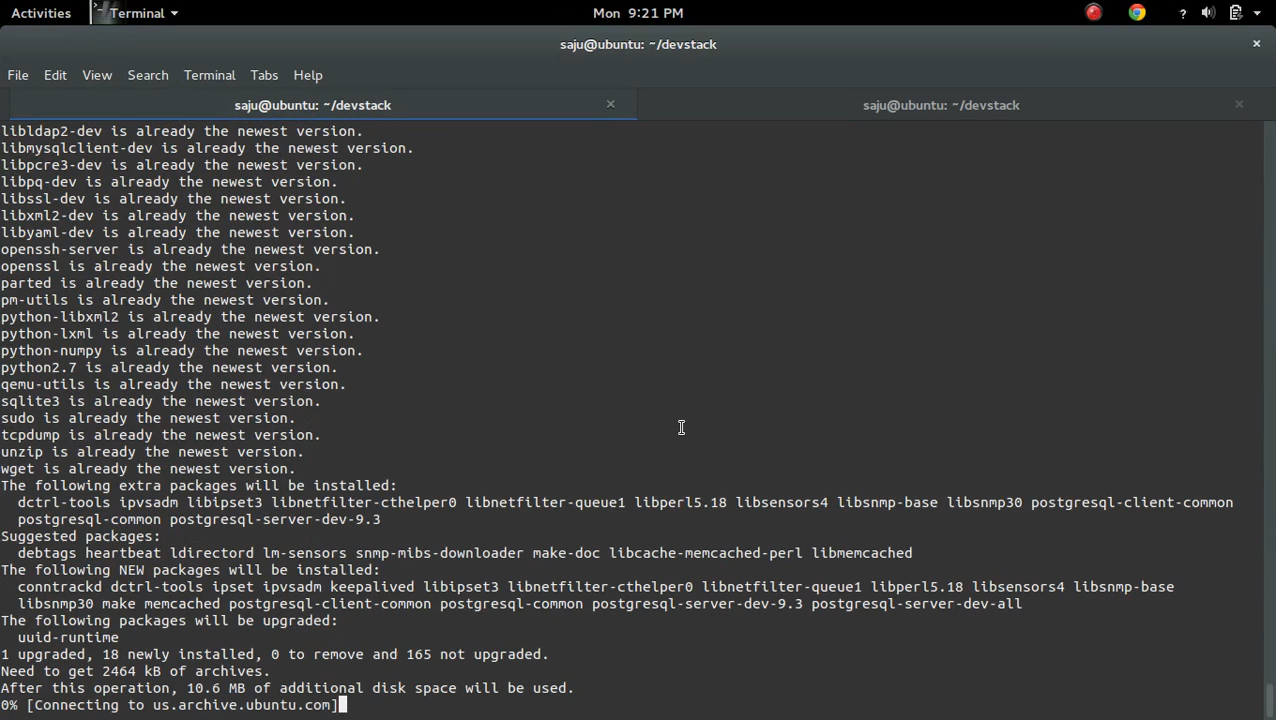 Activities Terminal Mon 9:21 PM ?
saju@ubuntu: ~/devstack ×
File Edit View Search Terminal Tabs Help
saju@ubuntu: ~/devstack × saju@ubuntu: ~/devstack ×
libldap2-dev is already the newest version.
libmysqlclient-dev is already the newest version.
libpcre3-dev is already the newest version.
libpq-dev is already the newest version.
libssl-dev is already the newest version.
libxml2-dev is already the newest version.
libyaml-dev is already the newest version.
openssh-server is already the newest version.
openssl is already the newest version.
parted is already the newest version.
pm-utils is already the newest version.
python-libxml2 is already the newest version.
python-lxml is already the newest version.
python-numpy is already the newest version.
python2.7 is already the newest version.
qemu-utils is already the newest version.
sqlite3 is already the newest version.
sudo is already the newest version.
tcpdump is already the newest version.
unzip is already the newest version.
wget is already the newest version.
The following extra packages will be installed:
dctrl-tools ipvsadm libipset3 libnetfilter-cthelper0 libnetfilter-queue1 libperl5.18 libsensors4 libsnmp-base libsnmp30 postgresql-client-common
postgresql-common postgresql-server-dev-9.3
Suggested packages:
debtags heartbeat ldirectord lm-sensors snmp-mibs-downloader make-doc libcache-memcached-perl libmemcached
The following NEW packages will be installed:
conntrackd dctrl-tools ipset ipvsadm keepalived libipset3 libnetfilter-cthelper0 libnetfilter-queue1 libperl5.18 libsensors4 libsnmp-base
libsnmp30 make memcached postgresql-client-common postgresql-common postgresql-server-dev-9.3 postgresql-server-dev-all
The following packages will be upgraded:
uuid-runtime
1 upgraded, 18 newly installed, 0 to remove and 165 not upgraded.
Need to get 2464 kB of archives.
After this operation, 10.6 MB of additional disk space will be used.
0% [Connecting to us.archive.ubuntu.com]